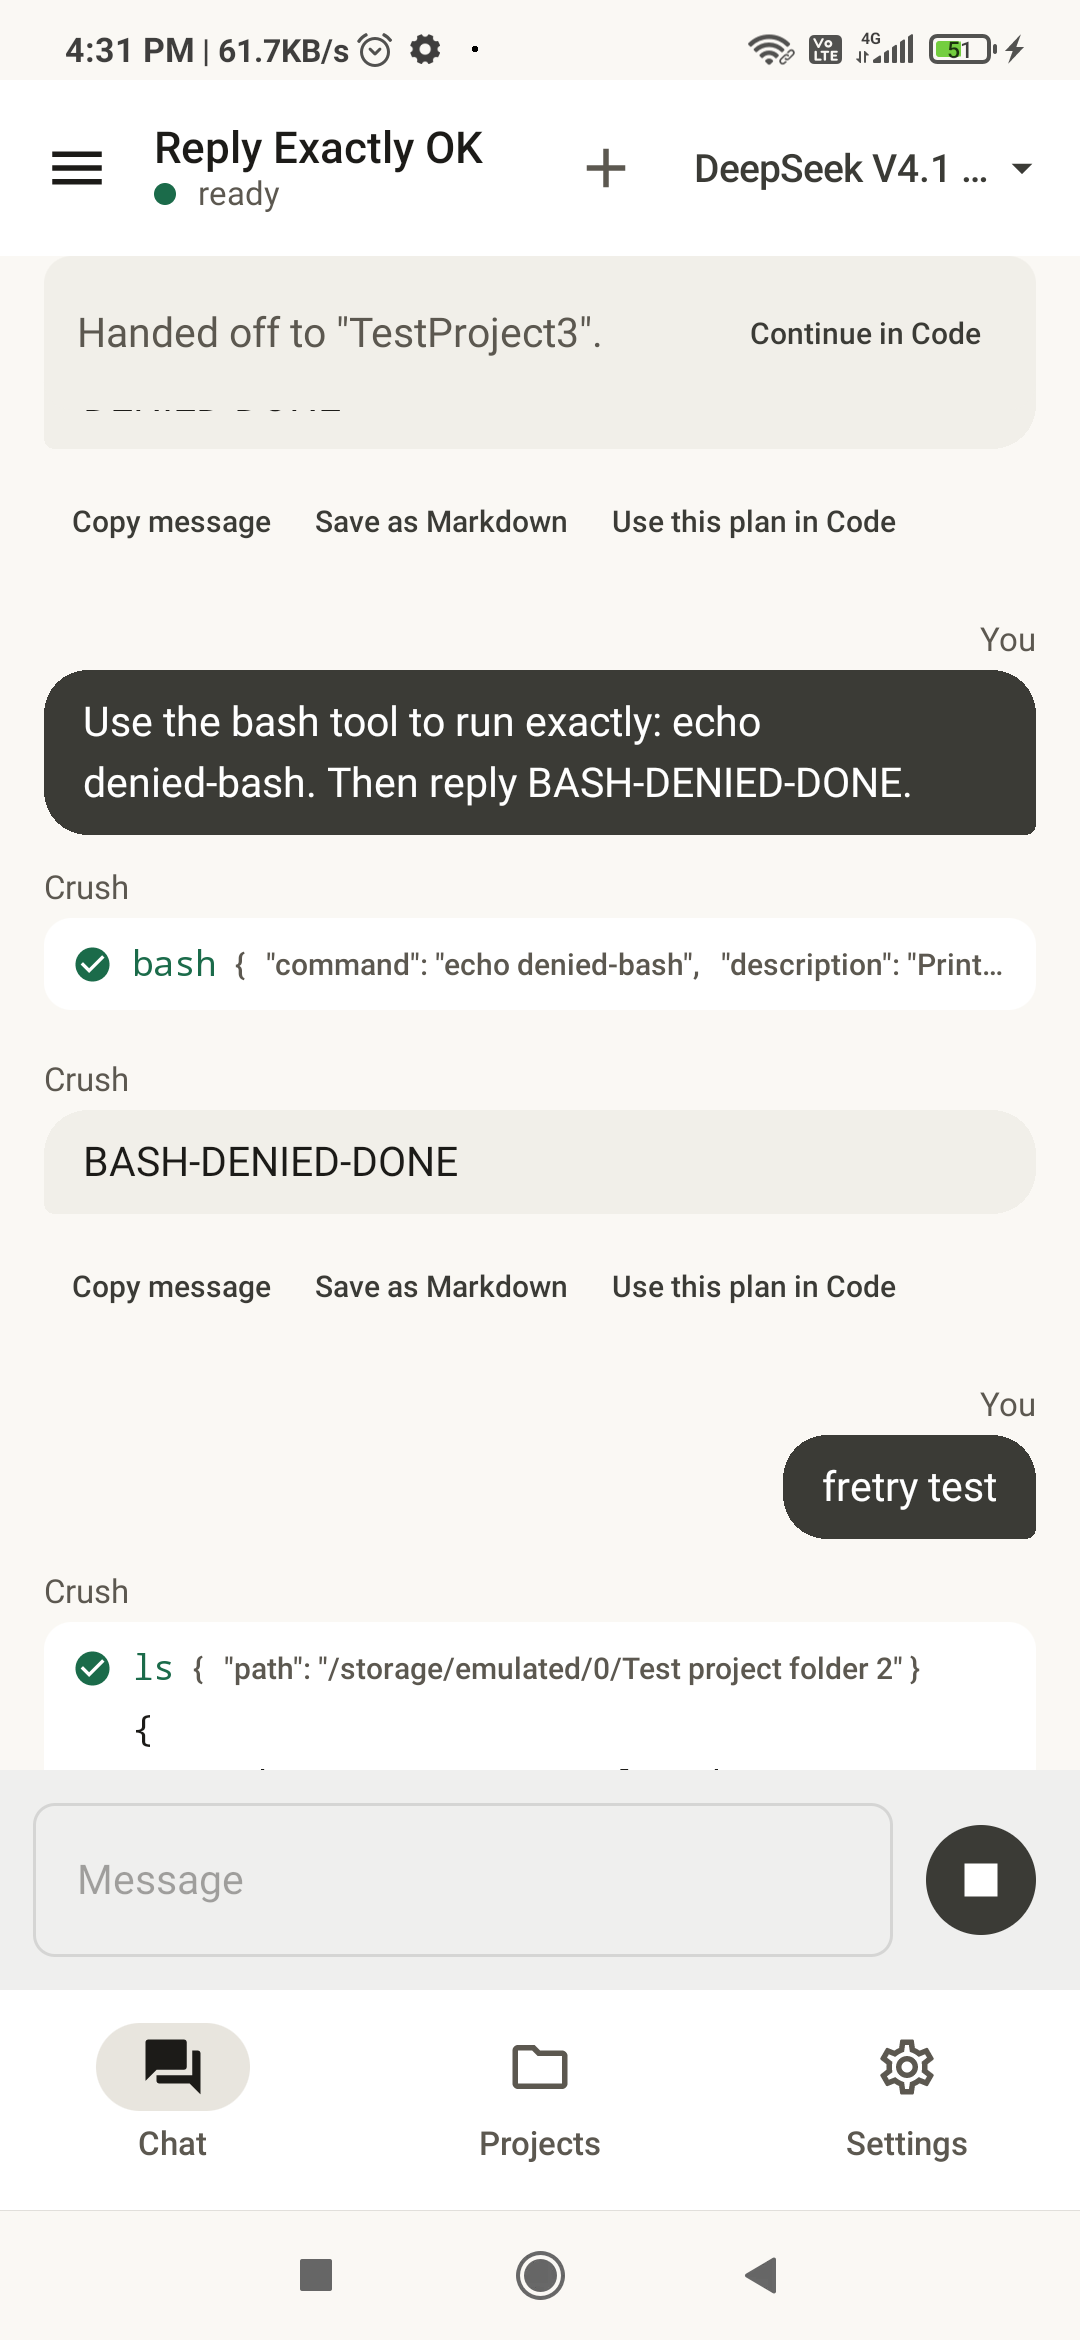 4:31 PM | 61.7KB/s
Vo LTE
4G
51
Reply Exactly OK
ready
DeepSeek V4.1 ...
Handed off to "TestProject3".
Continue in Code
Copy message
Save as Markdown
Use this plan in Code
You
Use the bash tool to run exactly: echo
denied-bash. Then reply BASH-DENIED-DONE.
Crush
bash { "command": "echo denied-bash", "description": "Print...
Crush
BASH-DENIED-DONE
Copy message
Save as Markdown
Use this plan in Code
You
fretry test
Crush
ls { "path": "/storage/emulated/0/Test project folder 2" }
{
Message
Chat
Projects
Settings